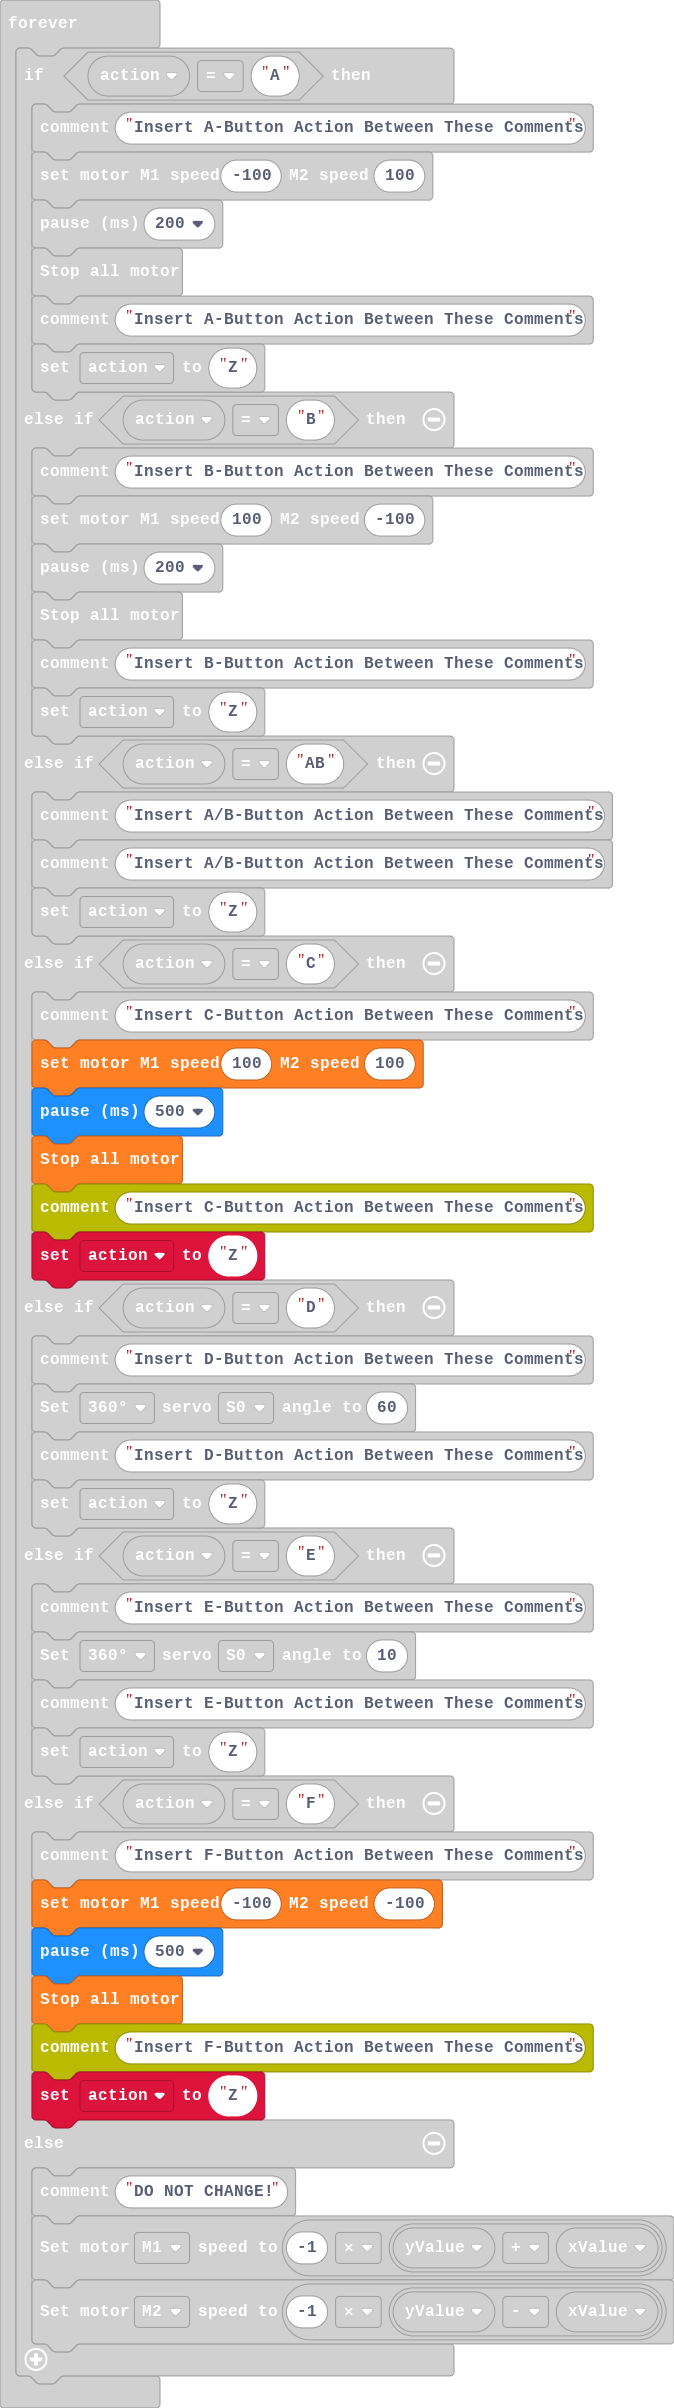 forever
if action = "A" then
comment "Insert A-Button Action Between These Comments"
set motor M1 speed -100 M2 speed 100
pause (ms) 200
Stop all motor
comment "Insert A-Button Action Between These Comments"
set action to "Z"
else if action = "B" then
comment "Insert B-Button Action Between These Comments"
set motor M1 speed 100 M2 speed -100
pause (ms) 200
Stop all motor
comment "Insert B-Button Action Between These Comments"
set action to "Z"
else if action = "AB" then
comment "Insert A/B-Button Action Between These Comments"
comment "Insert A/B-Button Action Between These Comments"
set action to "Z"
else if action = "C" then
comment "Insert C-Button Action Between These Comments"
set motor M1 speed 100 M2 speed 100
pause (ms) 500
Stop all motor
comment "Insert C-Button Action Between These Comments"
set action to "Z"
else if action = "D" then
comment "Insert D-Button Action Between These Comments"
Set 360° servo S0 angle to 60
comment "Insert D-Button Action Between These Comments"
set action to "Z"
else if action = "E" then
comment "Insert E-Button Action Between These Comments"
Set 360° servo S0 angle to 10
comment "Insert E-Button Action Between These Comments"
set action to "Z"
else if action = "F" then
comment "Insert F-Button Action Between These Comments"
set motor M1 speed -100 M2 speed -100
pause (ms) 500
Stop all motor
comment "Insert F-Button Action Between These Comments"
set action to "Z"
else
comment "DO NOT CHANGE!"
Set motor M1 speed to -1 × yValue + xValue
Set motor M2 speed to -1 × yValue - xValue